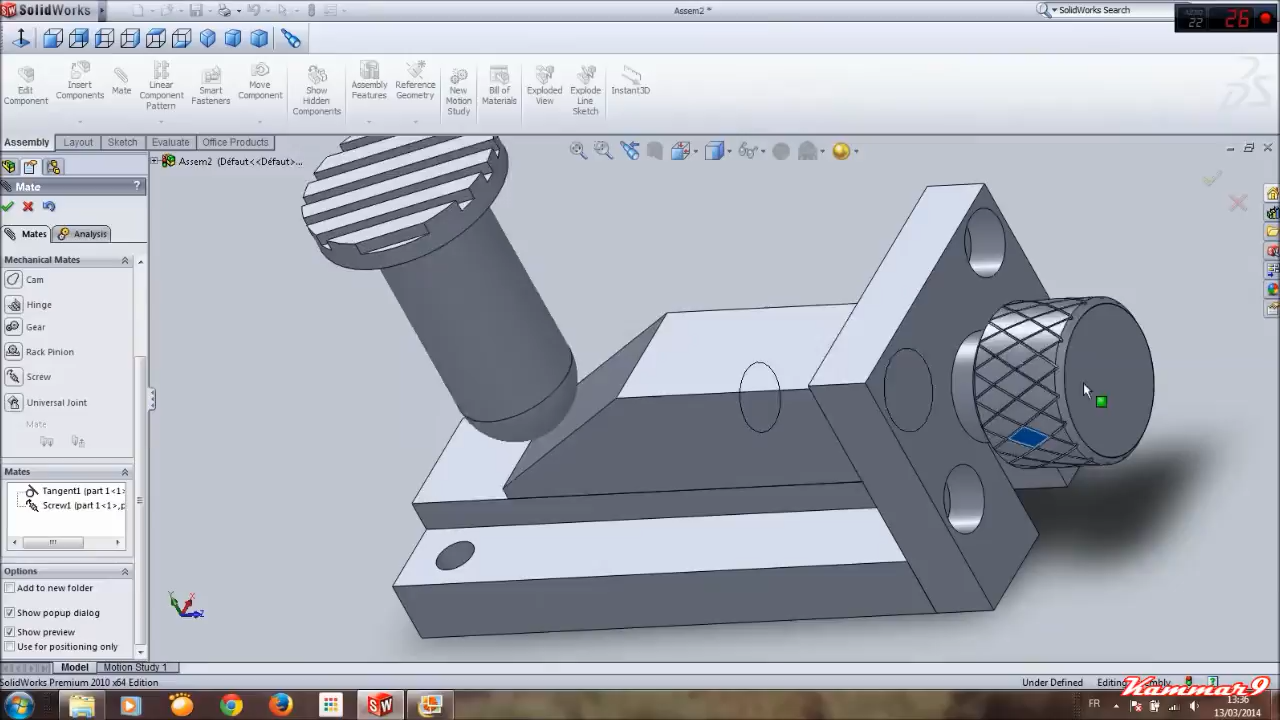 SolidWorks
Assem2 *
SolidWorks Search
22
26
Edit Component
Insert Components
Mate
Linear Component Pattern
Smart Fasteners
Move Component
Show Hidden Components
Assembly Features
Reference Geometry
New Motion Study
Bill of Materials
Exploded View
Explode Line Sketch
Instant3D
Assembly
Layout
Sketch
Evaluate
Office Products
Assem2 (Défaut<<Défaut>...
Mate
?
Mates
Analysis
Mechanical Mates
Cam
Hinge
Gear
Rack Pinion
Screw
Universal Joint
Mate
Mates
Tangent1 (part 1<1>
Screw1 (part 1<1>,p
Options
Add to new folder
Show popup dialog
Show preview
Use for positioning only
Model
Motion Study 1
SolidWorks Premium 2010 x64 Edition
Under Defined
Kammar9
FR
13:36
13/03/2014